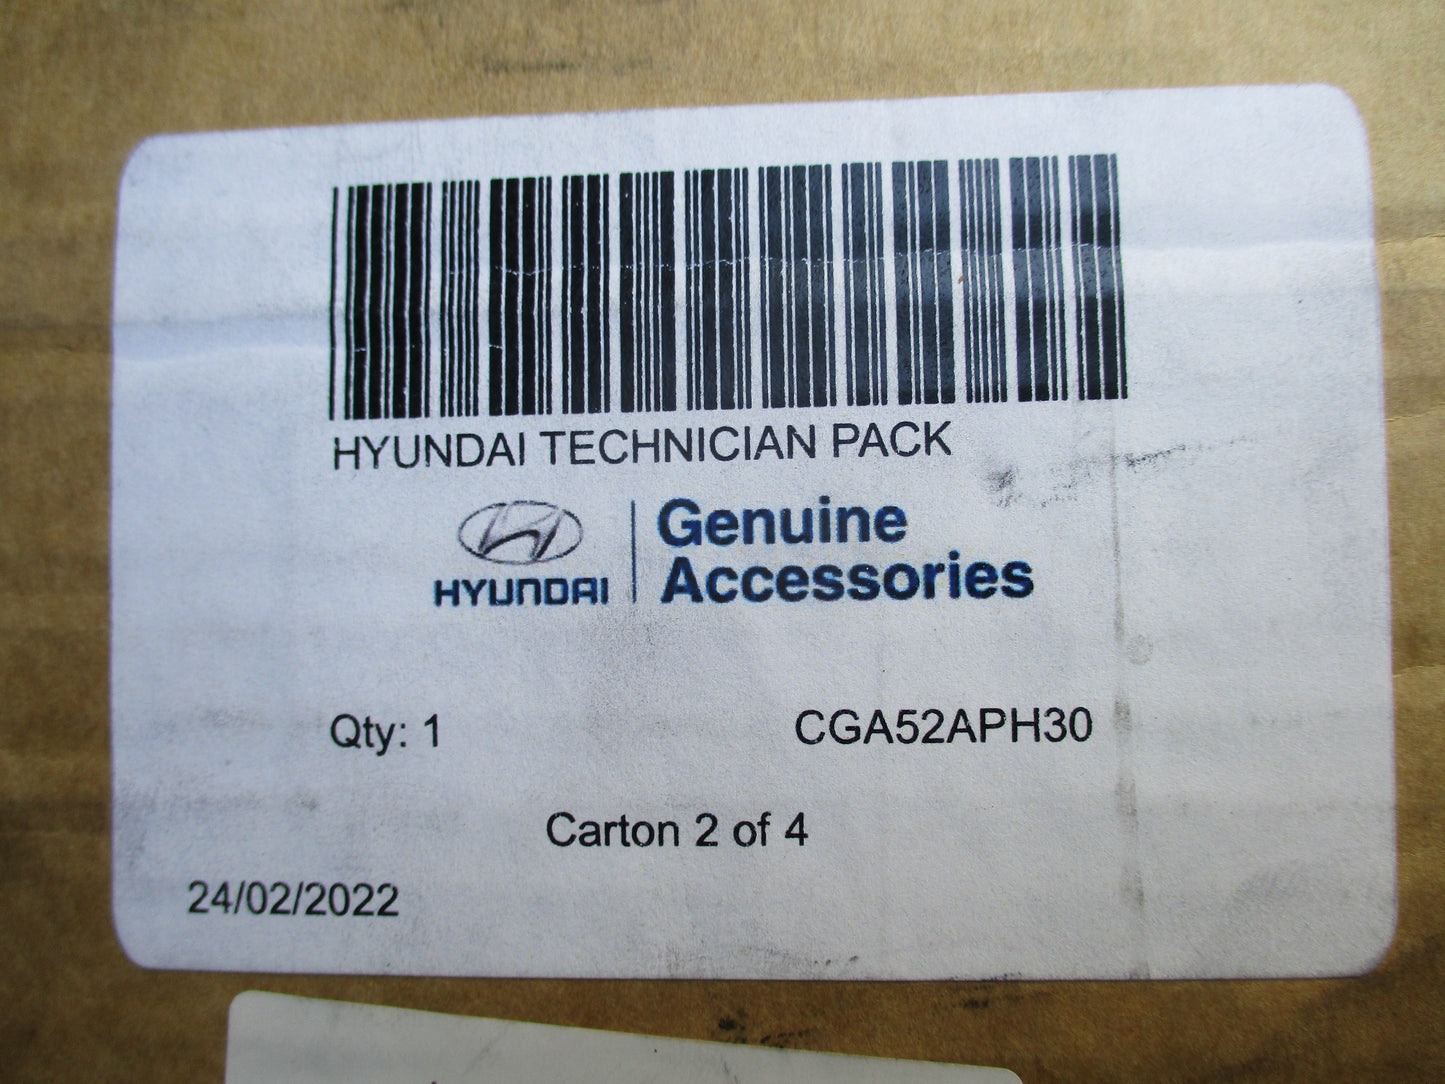 HYUNDAI TECHNICIAN PACK
HYUNDAI
Genuine
Accessories
Qty: 1
CGA52APH30
Carton 2 of 4
24/02/2022